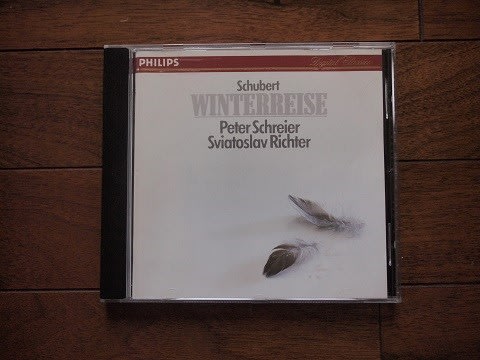 PHILIPS
Digital Classics
Schubert
WINTERREISE
Peter Schreier
Sviatoslav Richter